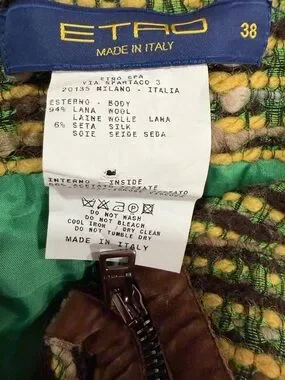 ETRO
38
MADE IN ITALY
ETRO SPA
VIA SPARTACO 3
20135 MILANO - ITALIA
ESTERNO - BODY
94% LANA WOOL
LAINE WOLLE LANA
6% SETA SILK
SOIE SEIDE SEDA
INTERNO - INSIDE
ACETATO
DO NOT WASH
DO NOT BLEACH
COOL IRON / DRY CLEAN
DO NOT TUMBLE DRY
MADE IN ITALY